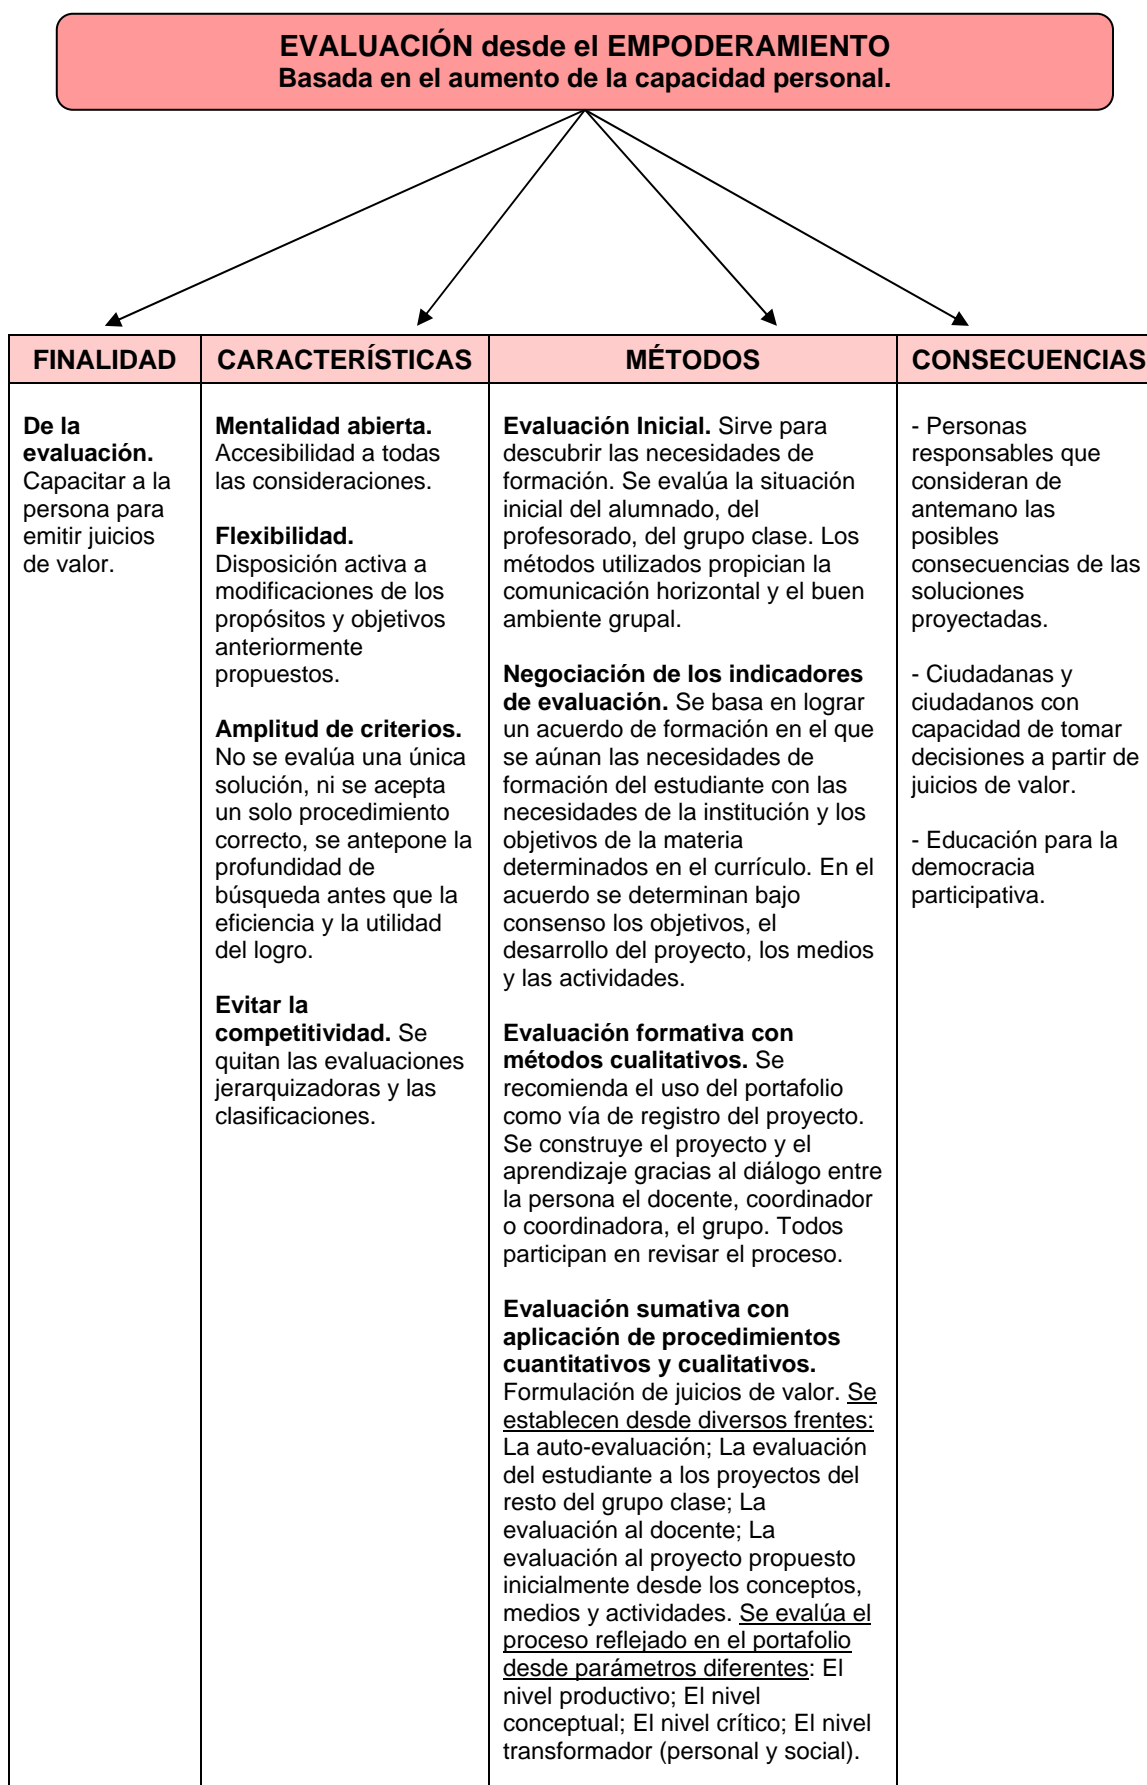 EVALUACIÓN desde el EMPODERAMIENTO
Basada en el aumento de la capacidad personal.
FINALIDAD
CARACTERÍSTICAS
MÉTODOS
CONSECUENCIAS
De la
evaluación.
Capacitar a la
persona para
emitir juicios
de valor.
Mentalidad abierta.
Accesibilidad a todas
las consideraciones.
Flexibilidad.
Disposición activa a
modificaciones de los
propósitos y objetivos
anteriormente
propuestos.
Amplitud de criterios.
No se evalúa una única
solución, ni se acepta
un solo procedimiento
correcto, se antepone la
profundidad de
búsqueda antes que la
eficiencia y la utilidad
del logro.
Evitar la
competitividad. Se
quitan las evaluaciones
jerarquizadoras y las
clasificaciones.
Evaluación Inicial. Sirve para
descubrir las necesidades de
formación. Se evalúa la situación
inicial del alumnado, del
profesorado, del grupo clase. Los
métodos utilizados propician la
comunicación horizontal y el buen
ambiente grupal.
Negociación de los indicadores
de evaluación. Se basa en lograr
un acuerdo de formación en el que
se aúnan las necesidades de
formación del estudiante con las
necesidades de la institución y los
objetivos de la materia
determinados en el currículo. En el
acuerdo se determinan bajo
consenso los objetivos, el
desarrollo del proyecto, los medios
y las actividades.
Evaluación formativa con
métodos cualitativos. Se
recomienda el uso del portafolio
como vía de registro del proyecto.
Se construye el proyecto y el
aprendizaje gracias al diálogo entre
la persona el docente, coordinador
o coordinadora, el grupo. Todos
participan en revisar el proceso.
Evaluación sumativa con
aplicación de procedimientos
cuantitativos y cualitativos.
Formulación de juicios de valor. Se
establecen desde diversos frentes:
La auto-evaluación; La evaluación
del estudiante a los proyectos del
resto del grupo clase; La
evaluación al docente; La
evaluación al proyecto propuesto
inicialmente desde los conceptos,
medios y actividades. Se evalúa el
proceso reflejado en el portafolio
desde parámetros diferentes: El
nivel productivo; El nivel
conceptual; El nivel crítico; El nivel
transformador (personal y social).
- Personas
responsables que
consideran de
antemano las
posibles
consecuencias de las
soluciones
proyectadas.
- Ciudadanas y
ciudadanos con
capacidad de tomar
decisiones a partir de
juicios de valor.
- Educación para la
democracia
participativa.